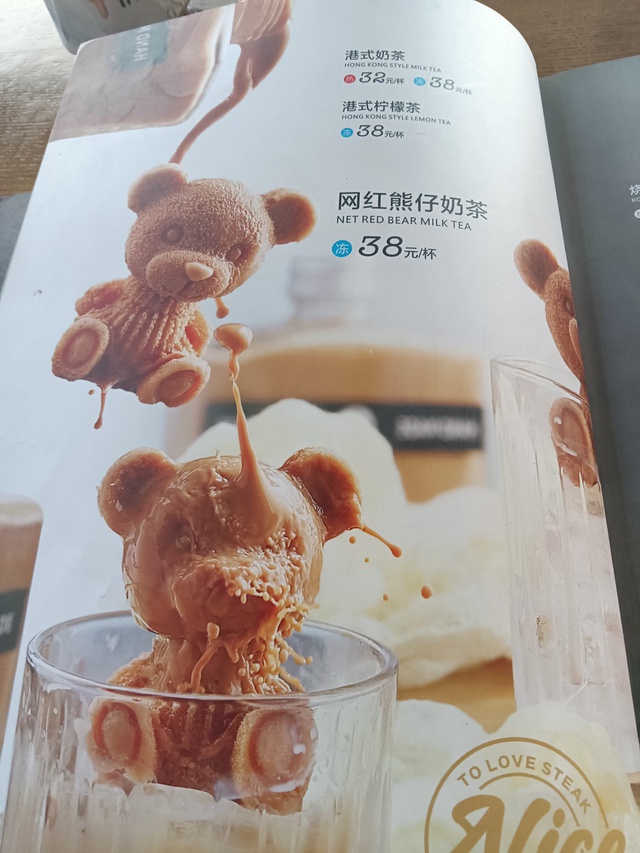 港式奶茶
HONG KONG STYLE MILK TEA
热 32元/杯 冻 38元/杯
港式柠檬茶
HONG KONG STYLE LEMON TEA
冻 38元/杯
网红熊仔奶茶
NET RED BEAR MILK TEA
冻 38元/杯
TO LOVE STEAK
Nice